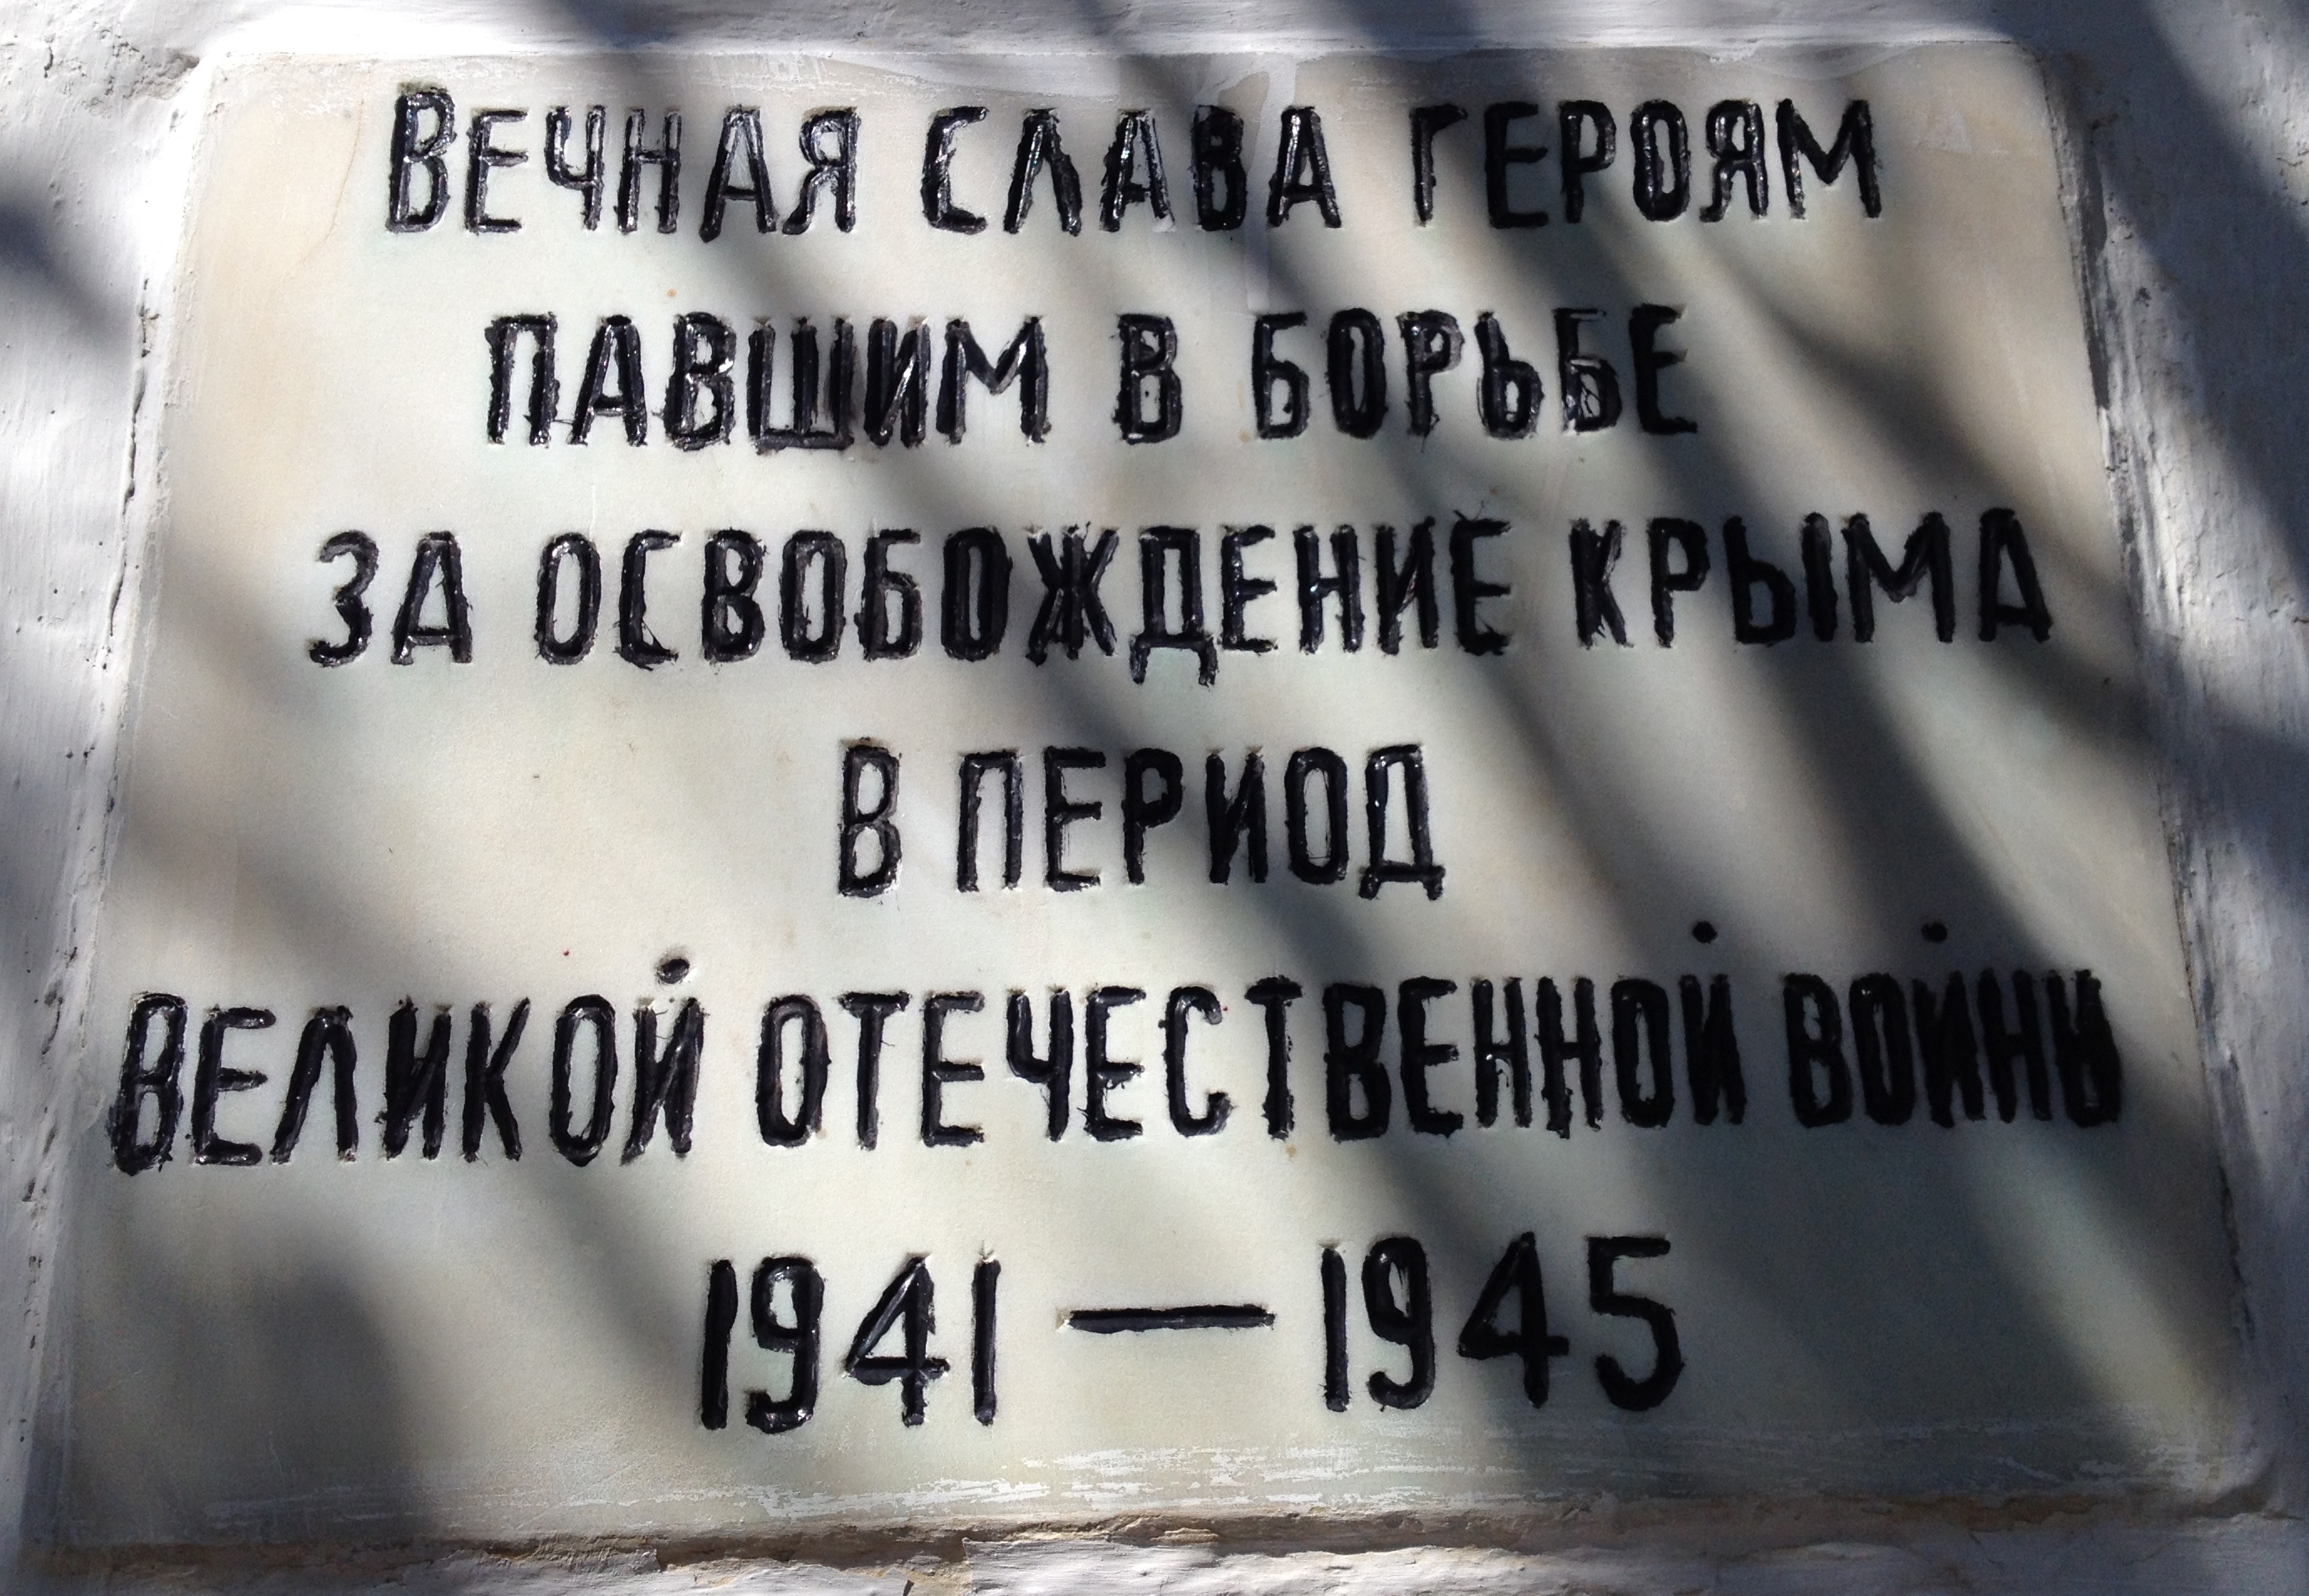 ВЕЧНАЯ СЛАВА ГЕРОЯМ
ПАВШИМ В БОРЬБЕ
ЗА ОСВОБОЖДЕНИЕ КРЫМА
В ПЕРИОД
ВЕЛИКОЙ ОТЕЧЕСТВЕННОЙ ВОЙНЫ
1941 — 1945